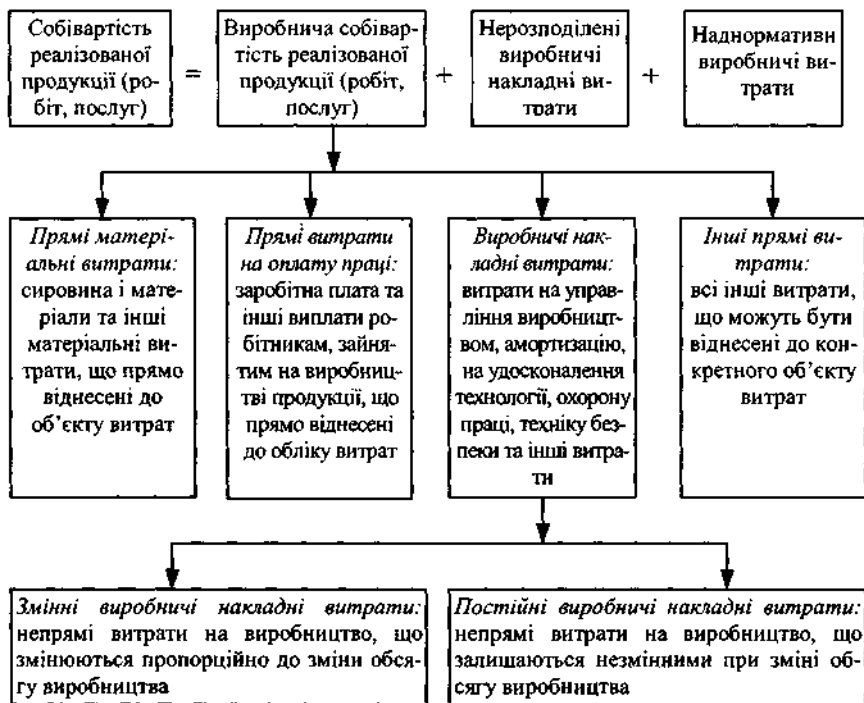 Собівартість
реалізованої
продукції (ро-
біт, послуг)
=
Виробнича собівар-
тість реалізованої
продукції (робіт,
послуг)
+
Нерозподілені
виробничі
накладні ви-
трати
+
Наднормативн
виробничі ви-
трати
Прямі матері-
альні витрати:
сировина і мате-
ріали та інші
матеріальні ви-
трати, що прямо
віднесені до
об’єкту витрат
Прямі витрати
на оплату праці:
заробітна плата та
інші виплати ро-
бітникам, зайня-
тим на виробниц-
тві продукції, що
прямо віднесені
до обліку витрат
Виробничі нак-
ладні витрати:
витрати на управ-
ління виробницт-
вом, амортизацію,
на удосконалення
технології, охорону
праці, техніку без-
пеки та інші витра-
ти
Інші прямі ви-
трати:
всі інші витрати,
що можуть бути
віднесені до кон-
кретного об’єкту
витрат
Змінні виробничі накладні витрати:
непрямі витрати на виробництво, що
змінюються пропорційно до зміни обся-
гу виробництва
Постійні виробничі накладні витрати:
непрямі витрати на виробництво, що
залишаються незмінними при зміні об-
сягу виробництва